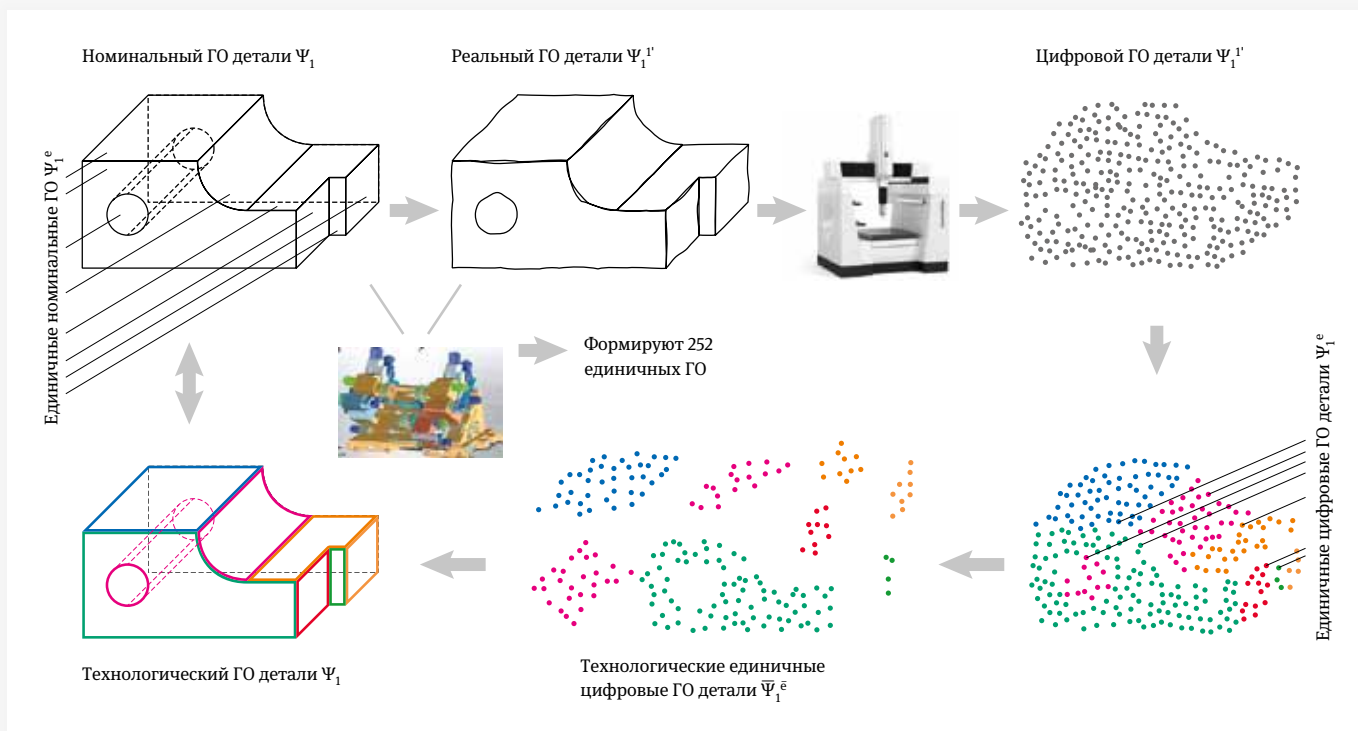 Номинальный ГО детали Ψ₁
Реальный ГО детали Ψ₁¹'
Цифровой ГО детали Ψ₁¹'
Единичные номинальные ГО Ψ₁ᵉ
Формируют 252
единичных ГО
Единичные цифровые ГО детали Ψ₁ᵉ
Технологический ГО детали Ψ₁
Технологические единичные
цифровые ГО детали Ψ̅₁ᵉ̄